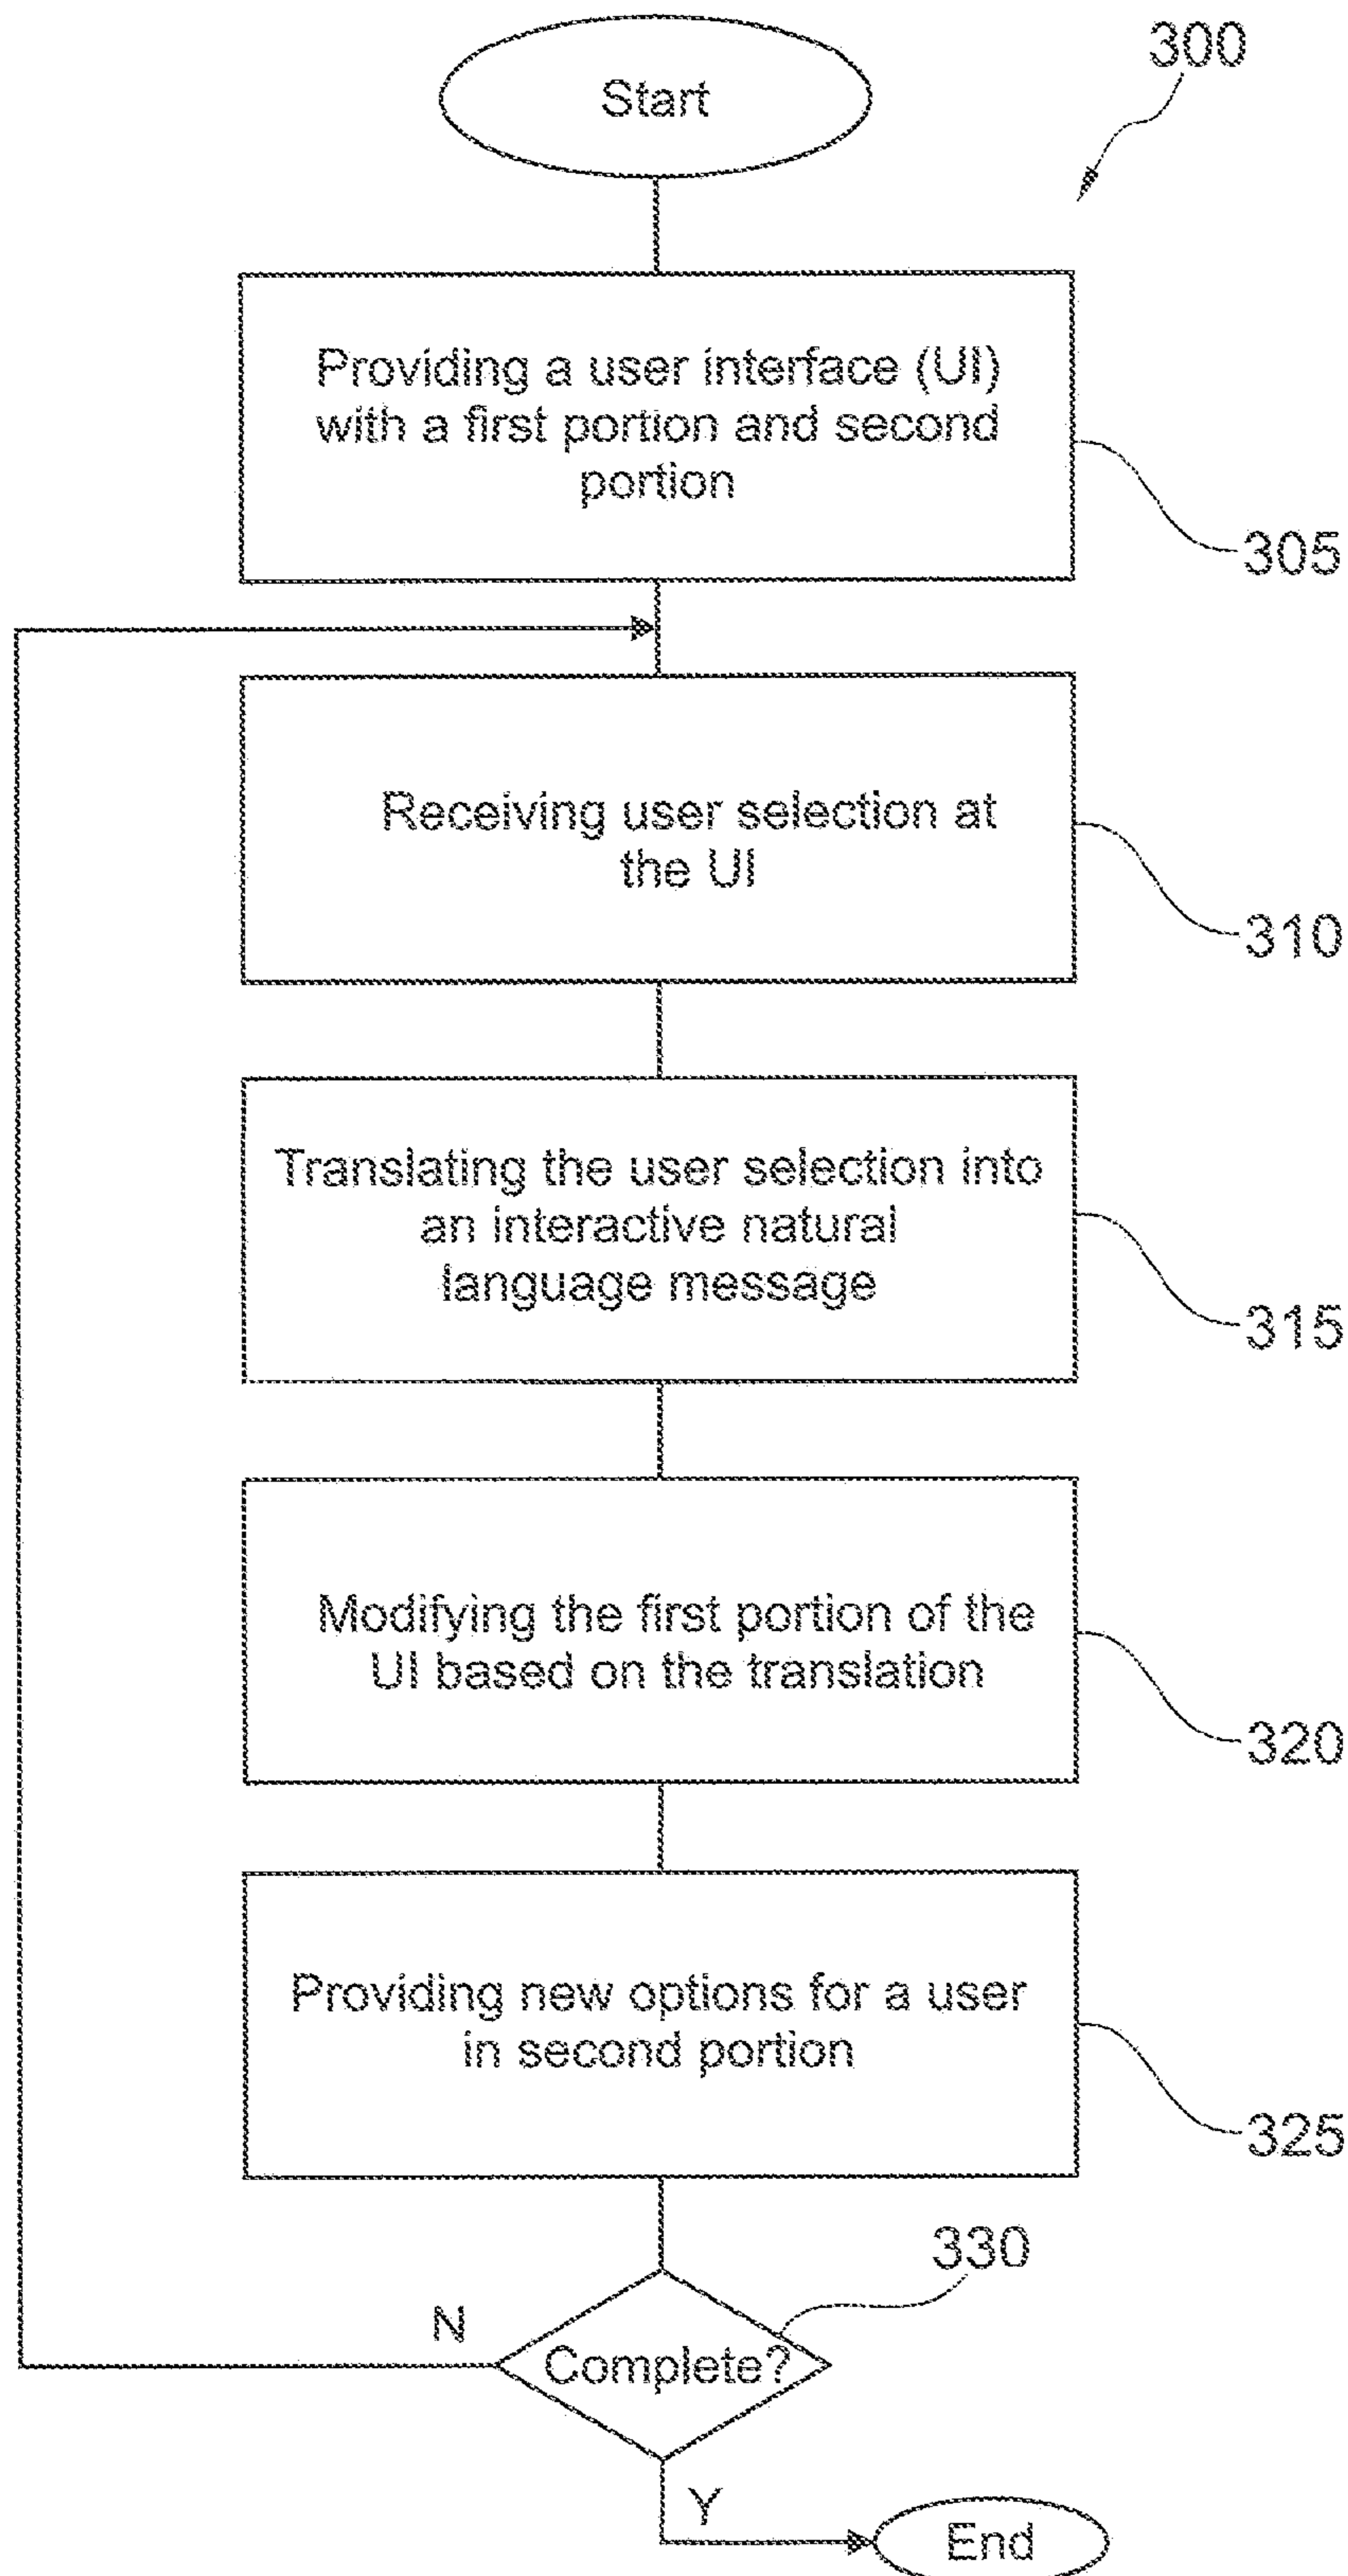 300
Start
Providing a user interface (UI)
with a first portion and second
portion
305
Receiving user selection at
the UI
310
Translating the user selection into
an interactive natural
language message
315
Modifying the first portion of the
UI based on the translation
320
Providing new options for a user
in second portion
325
330
N
Complete?
Y
End